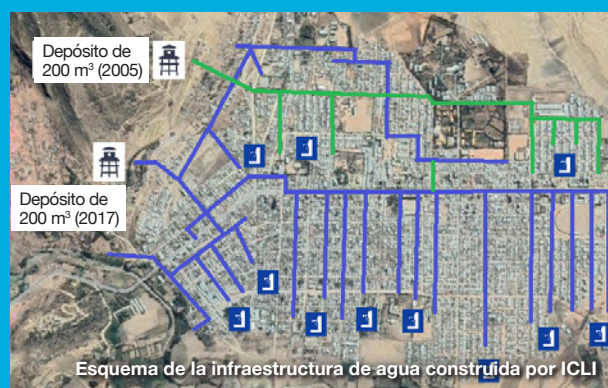 Depósito de
200 m³ (2005)
Depósito de
200 m³ (2017)
Esquema de la infraestructura de agua construida por ICLI